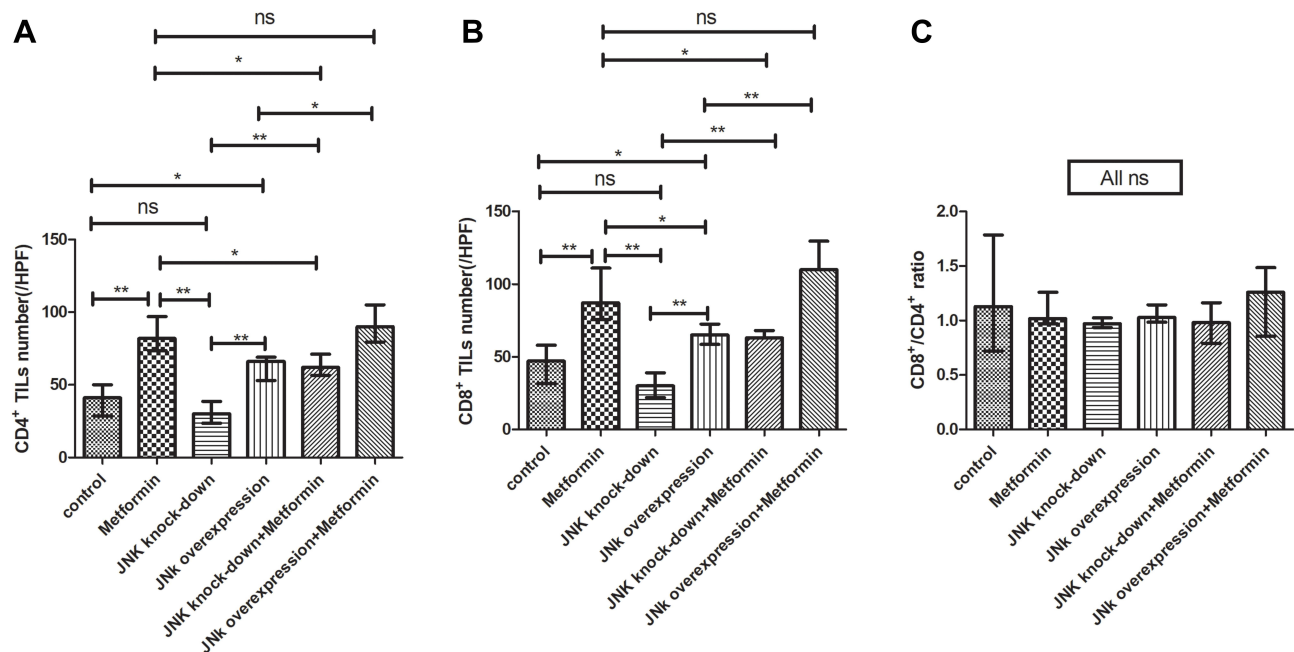 A
ns
*
*
**
*
ns
*
** **
**
CD4+ TILs number(/HPF)
150
100
50
0
control
Metformin
JNK knock-down
JNk overexpression
JNK knock-down+Metformin
JNk overexpression+Metformin
B
ns
*
**
**
*
ns
*
** **
**
CD8+ TILs number(/HPF)
150
100
50
0
control
Metformin
JNK knock-down
JNk overexpression
JNK knock-down+Metformin
JNk overexpression+Metformin
C
All ns
CD8+/CD4+ ratio
2.0
1.5
1.0
0.5
0.0
control
Metformin
JNK knock-down
JNk overexpression
JNK knock-down+Metformin
JNk overexpression+Metformin